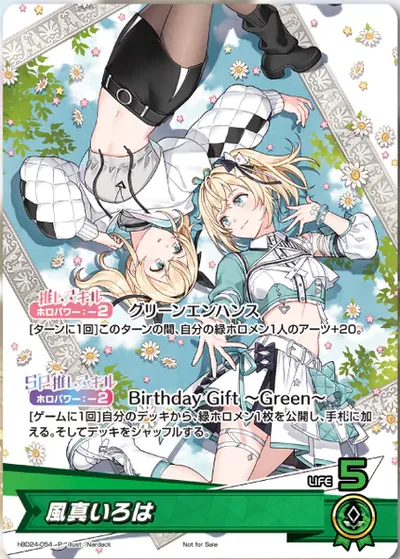 推しスキル
ホロパワー：－2
グリーンエンハンス
[ターンに1回]このターンの間、自分の緑ホロメン1人のアーツ+20。
SP推しスキル
ホロパワー：－2
Birthday Gift ～Green～
[ゲームに1回]自分のデッキから、緑ホロメン1枚を公開し、手札に加
える。そしてデッキをシャッフルする。
LIFE 5
風真いろは
hBD24-054 P illust: Nardack Not for Sale